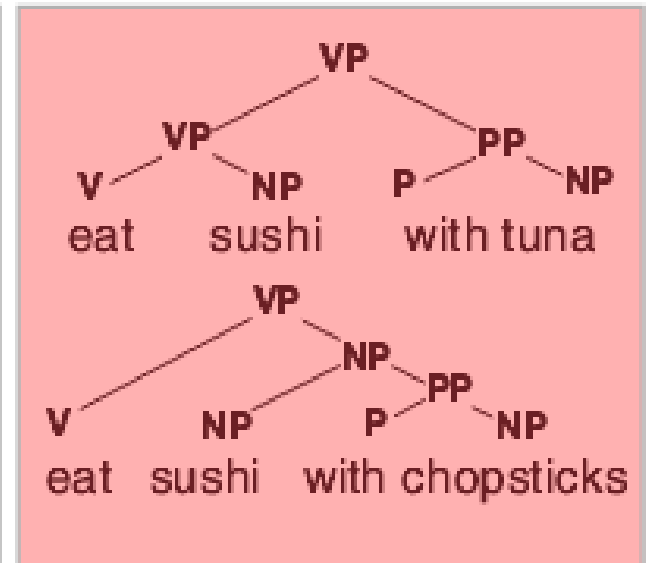 VP
VP PP
V NP P NP
eat sushi with tuna
VP
NP
PP
V NP P NP
eat sushi with chopsticks